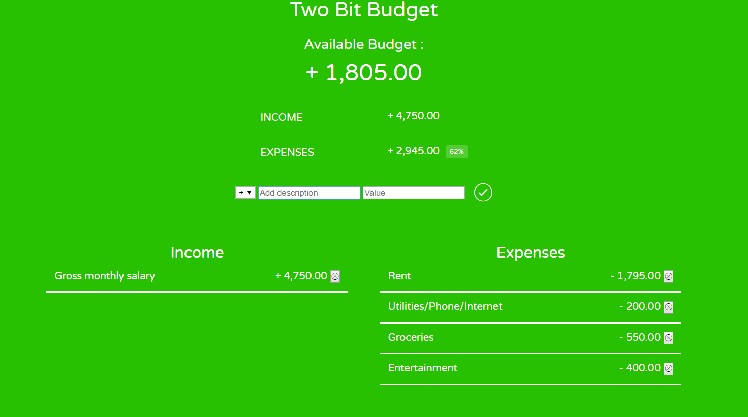 Two Bit Budget
Available Budget :
+ 1,805.00
INCOME + 4,750.00
EXPENSES + 2,945.00 62%
+ Add description Value
Income
Gross monthly salary + 4,750.00
Expenses
Rent - 1,795.00
Utilities/Phone/Internet - 200.00
Groceries - 550.00
Entertainment - 400.00